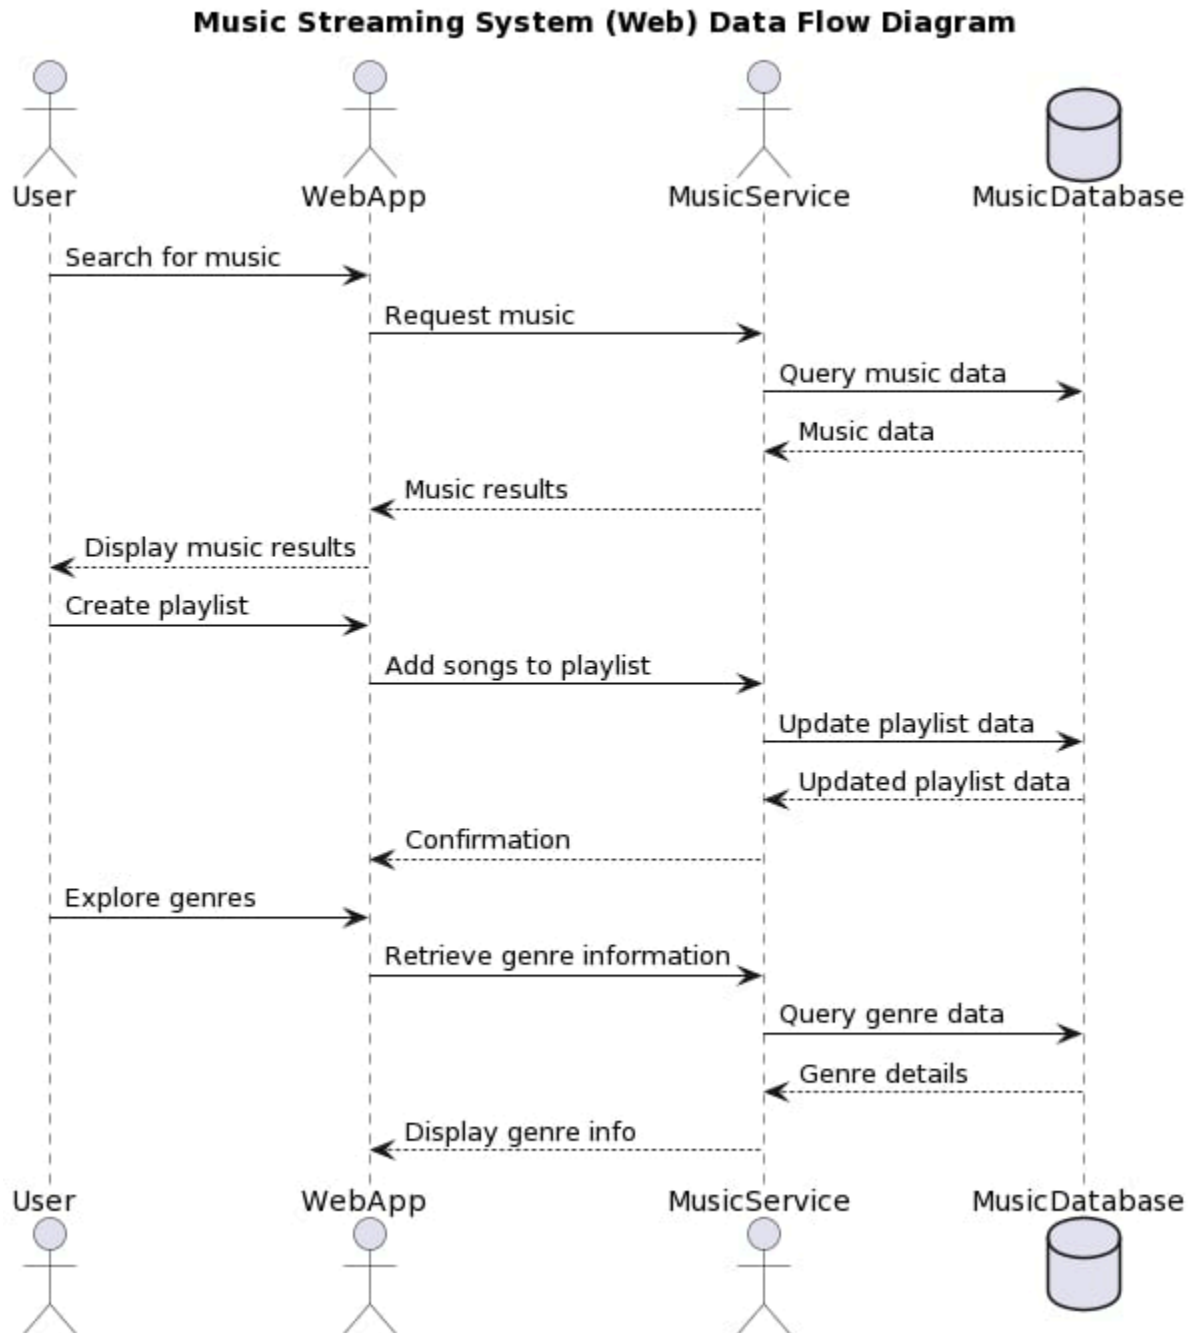 Music Streaming System (Web) Data Flow Diagram
User WebApp MusicService MusicDatabase
Search for music
Request music
Query music data
Music data
Music results
Display music results
Create playlist
Add songs to playlist
Update playlist data
Updated playlist data
Confirmation
Explore genres
Retrieve genre information
Query genre data
Genre details
Display genre info
User WebApp MusicService MusicDatabase